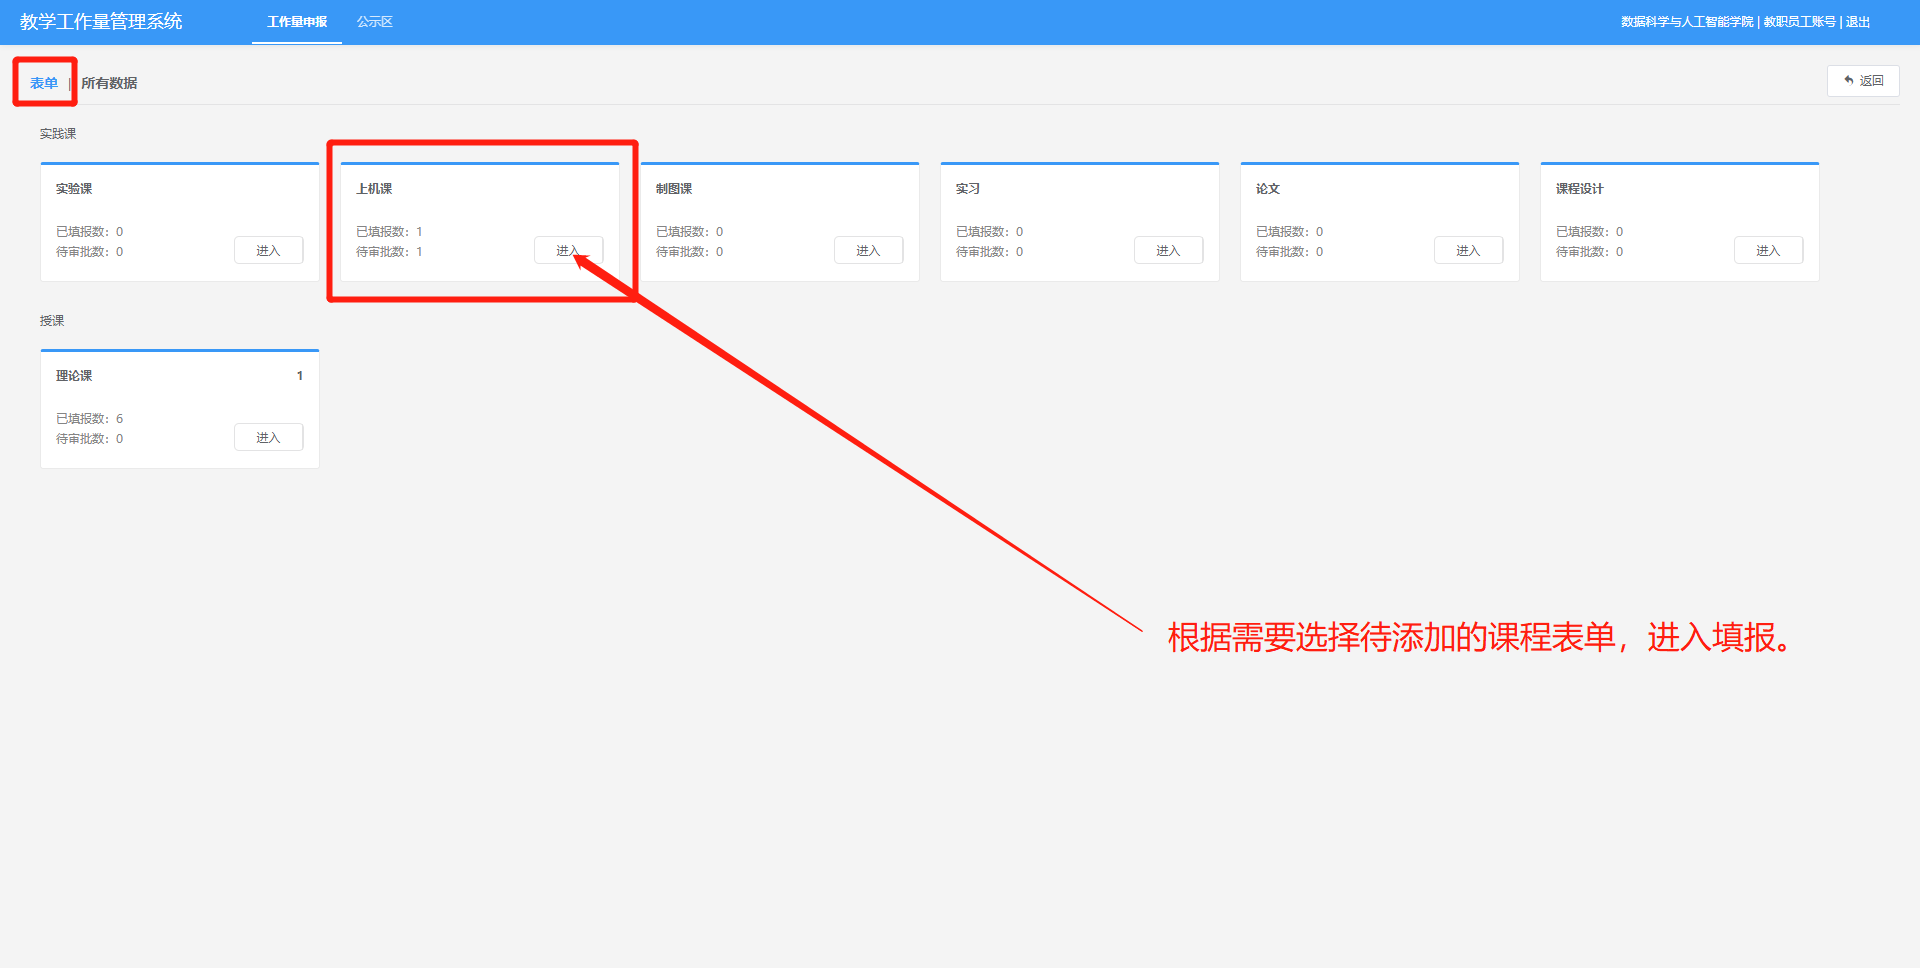 教学工作量管理系统
工作量申报 公示区
数据科学与人工智能学院 | 教职员工账号 | 退出
表单 | 所有数据
返回
实践课
实验课
已填报数：0
待审批数：0
进入
上机课
已填报数：1
待审批数：1
进入
制图课
已填报数：0
待审批数：0
进入
实习
已填报数：0
待审批数：0
进入
论文
已填报数：0
待审批数：0
进入
课程设计
已填报数：0
待审批数：0
进入
授课
理论课 1
已填报数：6
待审批数：0
进入
根据需要选择待添加的课程表单，进入填报。